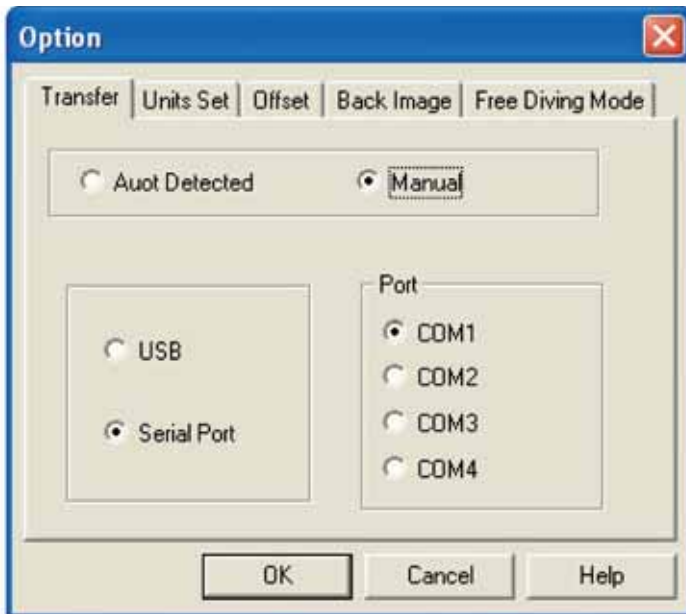 Option
Transfer Units Set Offset Back Image Free Diving Mode
Auot Detected Manual
Port
USB
Serial Port
COM1
COM2
COM3
COM4
OK Cancel Help